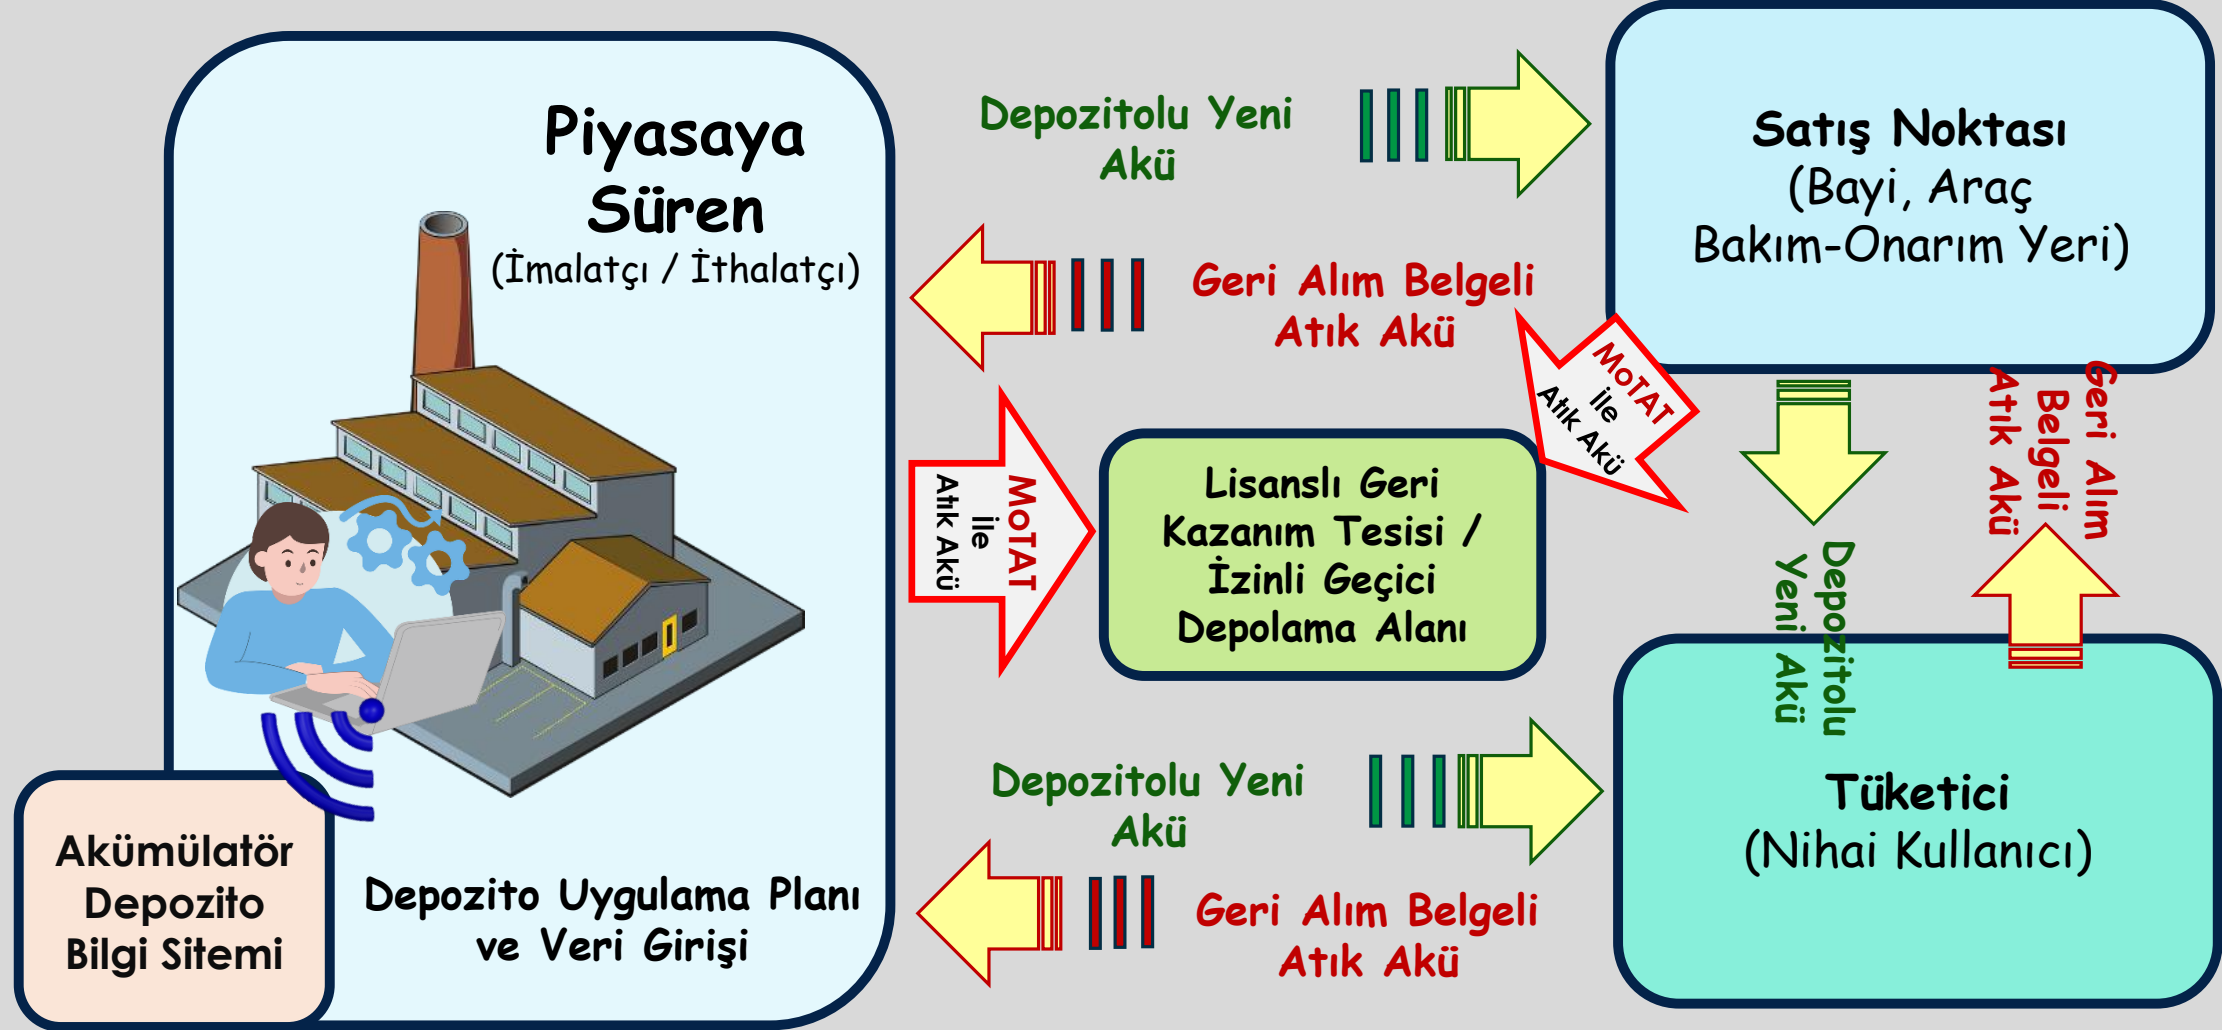 Piyasaya
Süren
(İmalatçı / İthalatçı)
Depozitolu Yeni
Akü
Satış Noktası
(Bayi, Araç
Bakım-Onarım Yeri)
Geri Alım Belgeli
Atık Akü
MoTAT
ile
Atık Akü
Geri Alım
Belgeli
Atık Akü
MoTAT
İle
Atık Akü
Lisanslı Geri
Kazanım Tesisi /
İzinli Geçici
Depolama Alanı
Depozitolu
Yeni Akü
Depozitolu Yeni
Akü
Tüketici
(Nihai Kullanıcı)
Geri Alım Belgeli
Atık Akü
Akümülatör
Depozito
Bilgi Sitemi
Depozito Uygulama Planı
ve Veri Girişi